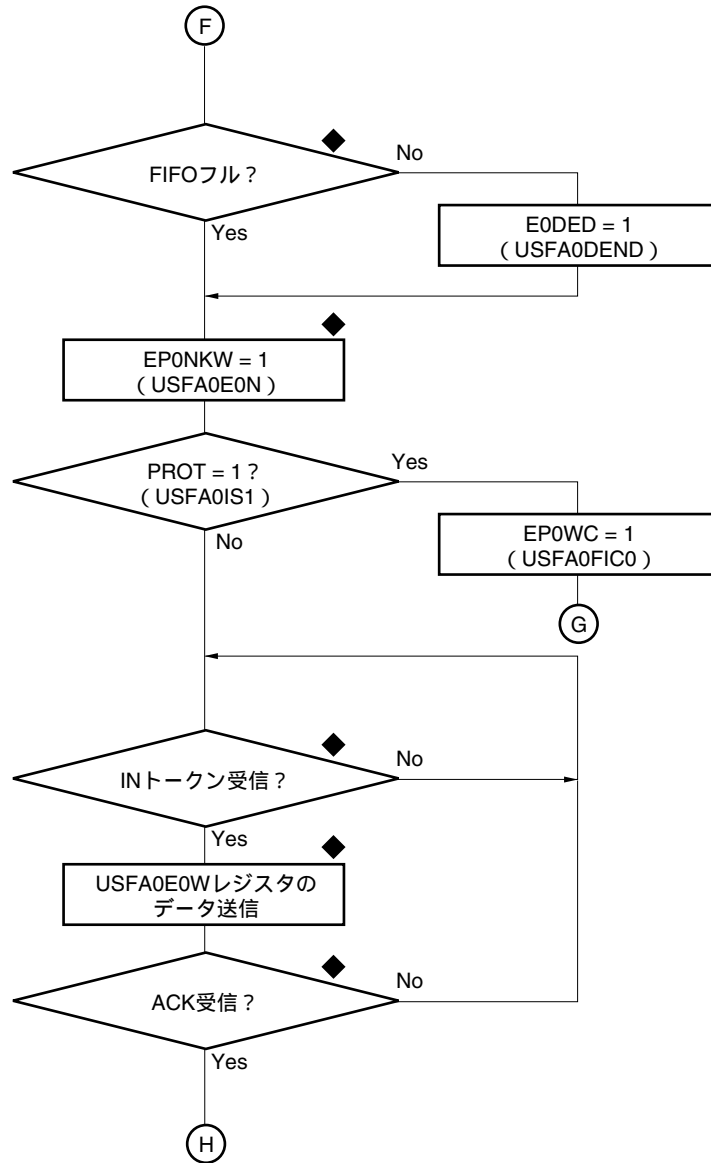 F
FIFOフル？
No
Yes
E0DED = 1
（USFA0DEND）
EP0NKW = 1
（USFA0E0N）
PROT = 1？
（USFA0IS1）
Yes
No
EP0WC = 1
（USFA0FIC0）
G
INトークン受信？
No
Yes
USFA0E0Wレジスタの
データ送信
ACK受信？
No
Yes
H